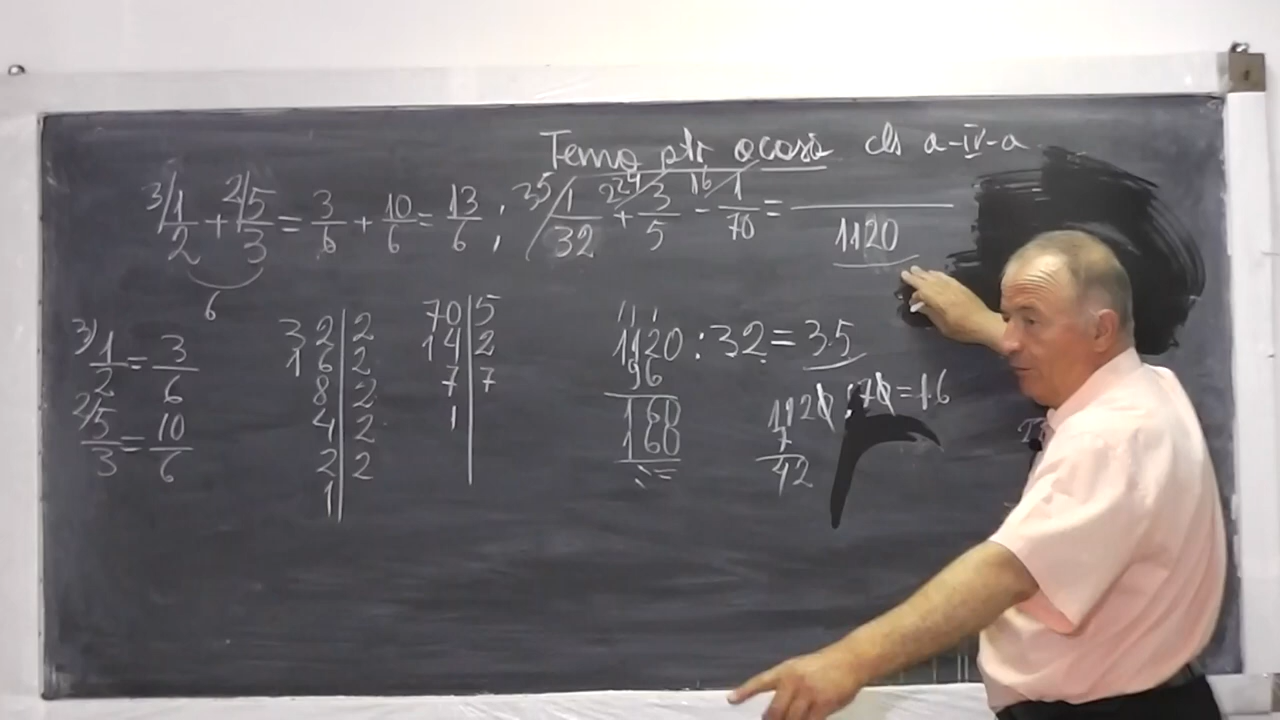 Tema ptr acasă cls a-IV-a
3/1/2 + 2/5/3 = 3/6 + 10/6 = 13/6 ; 35/1/32 + 224/3/5 - 16/1/70 = /1120
6
3/1/2 = 3/6
2/5/3 = 10/6
32 | 2
16 | 2
8 | 2
4 | 2
2 | 2
1
70 | 5
14 | 2
7 | 7
1
1120 : 32 = 35
96
160
160
1120 : 70 = 16
7
42